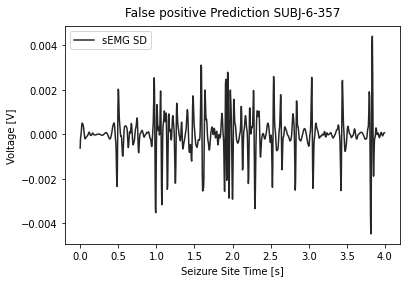 False positive Prediction SUBJ-6-357
sEMG SD
Voltage [V]
0.004
0.002
0.000
−0.002
−0.004
0.0 0.5 1.0 1.5 2.0 2.5 3.0 3.5 4.0
Seizure Site Time [s]